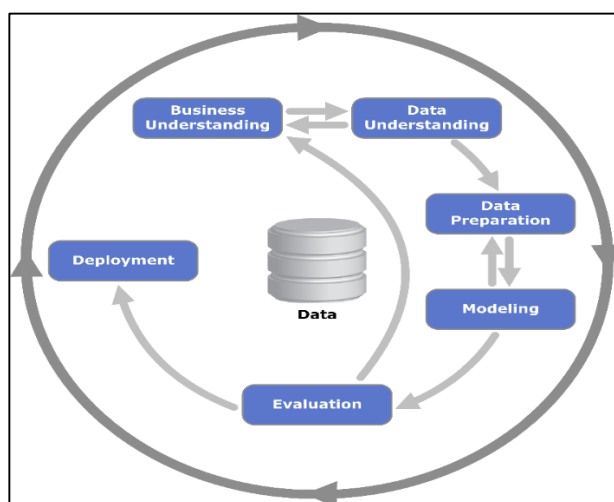 Business
Understanding
Data
Understanding
Data
Preparation
Deployment
Data
Modeling
Evaluation